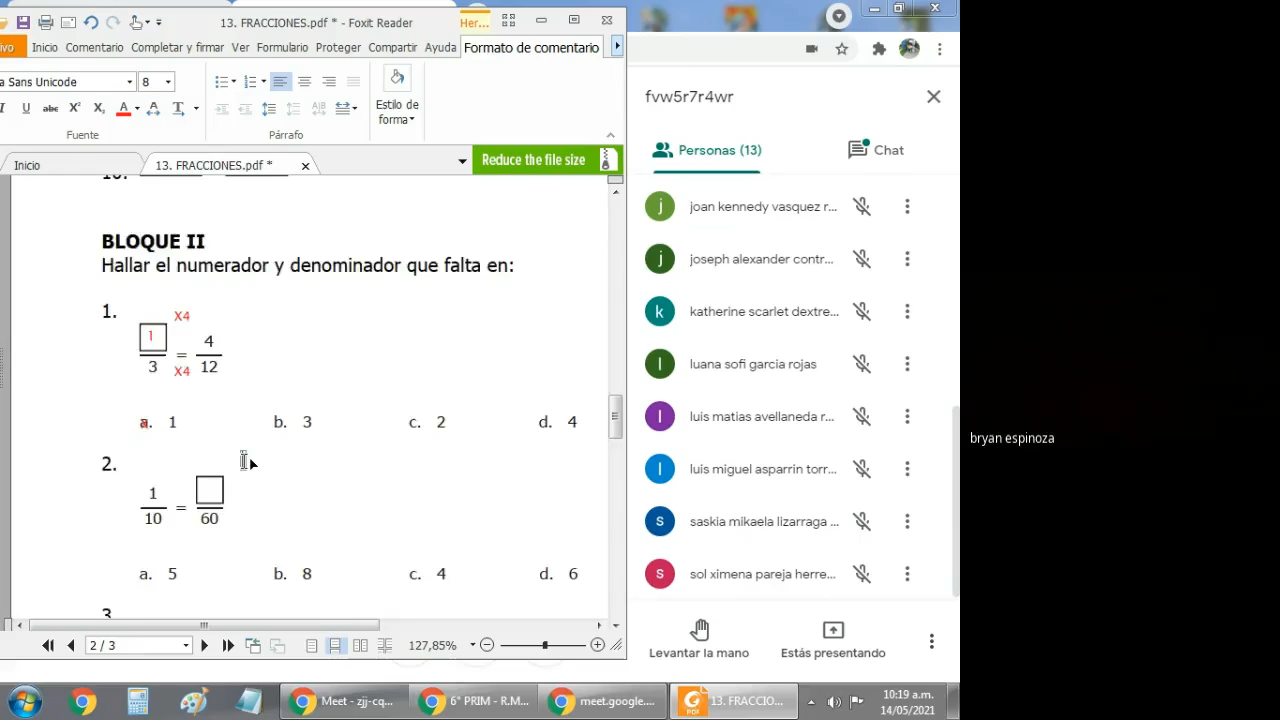 13. FRACCIONES.pdf * - Foxit Reader
Her...
Inicio Comentario Completar y firmar Ver Formulario Proteger Compartir Ayuda Formato de comentario
a Sans Unicode
8
Estilo de
forma
Fuente
Párrafo
Inicio
13. FRACCIONES.pdf *
Reduce the file size
BLOQUE II
Hallar el numerador y denominador que falta en:
1.
X4
1
4
=
3
12
X4
a. 1 b. 3 c. 2 d. 4
2.
1
=
10
60
a. 5 b. 8 c. 4 d. 6
2 / 3
127,85%
fvw5r7r4wr
Personas (13)
Chat
j joan kennedy vasquez r...
j joseph alexander contr...
k katherine scarlet dextre...
l luana sofi garcia rojas
l luis matias avellaneda r...
l luis miguel asparrin torr...
s saskia mikaela lizarraga ...
s sol ximena pareja herre...
Levantar la mano
Estás presentando
bryan espinoza
Meet - zjj-cq...
6° PRIM - R.M...
meet.google....
13. FRACCIO...
10:19 a.m.
14/05/2021